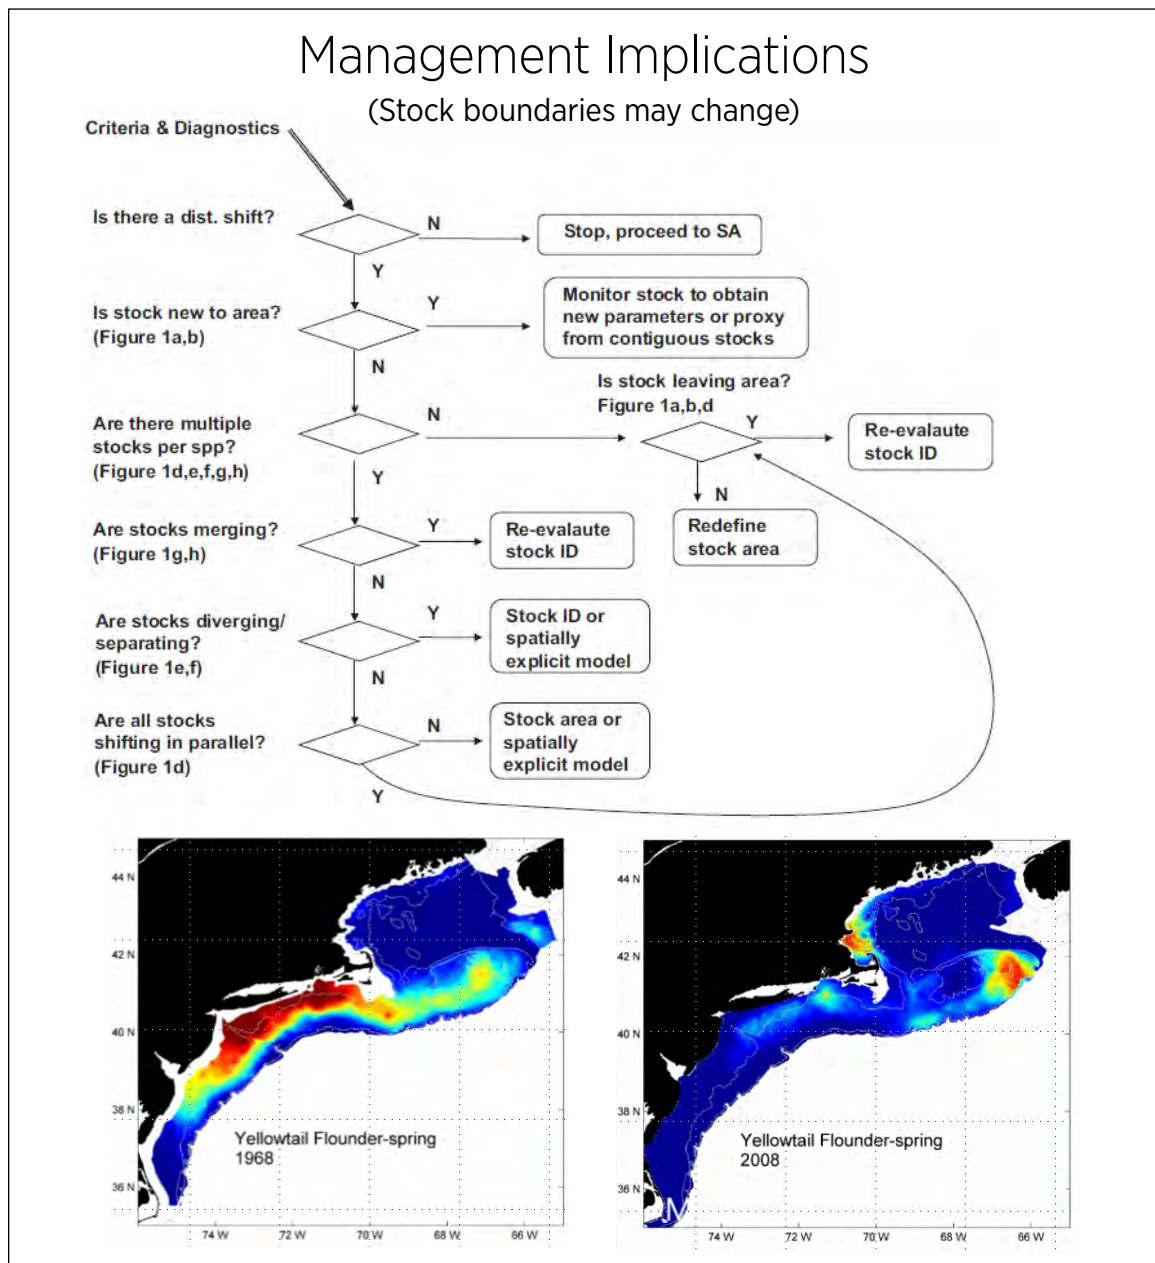 Management Implications
(Stock boundaries may change)
Criteria & Diagnostics
Is there a dist. shift?
N
Stop, proceed to SA
Y
Is stock new to area?
(Figure 1a,b)
Y
Monitor stock to obtain
new parameters or proxy
from contiguous stocks
N
Are there multiple
stocks per spp?
(Figure 1d,e,f,g,h)
N
Is stock leaving area?
Figure 1a,b,d
Y
Re-evalaute
stock ID
N
Redefine
stock area
Y
Are stocks merging?
(Figure 1g,h)
Y
Re-evalaute
stock ID
N
Are stocks diverging/
separating?
(Figure 1e,f)
Y
Stock ID or
spatially
explicit model
N
Are all stocks
shifting in parallel?
(Figure 1d)
N
Stock area or
spatially
explicit model
Y
44 N
42 N
40 N
38 N
36 N
Yellowtail Flounder-spring
1968
74 W
72 W
70 W
68 W
66 W
44 N
42 N
40 N
38 N
36 N
Yellowtail Flounder-spring
2008
M
74 W
72 W
70 W
68 W
66 W